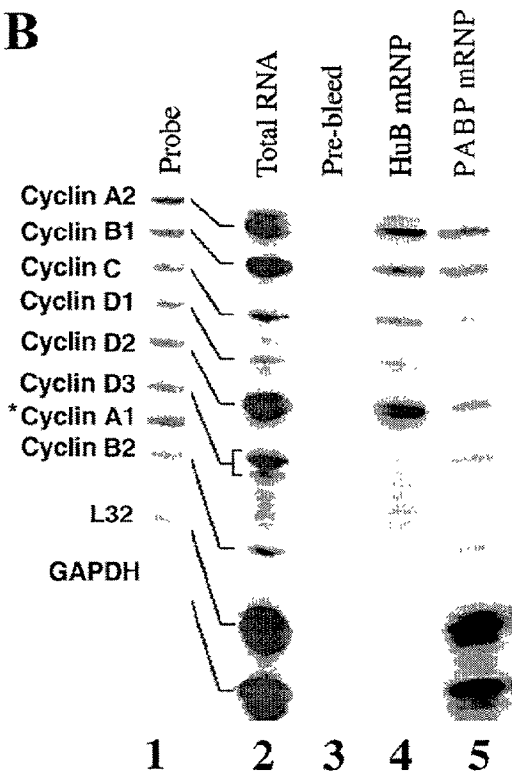 B
Probe
Total RNA
Pre-bleed
HuB mRNP
PABP mRNP
Cyclin A2
Cyclin B1
Cyclin C
Cyclin D1
Cyclin D2
Cyclin D3
*Cyclin A1
Cyclin B2
L32
GAPDH
1 2 3 4 5